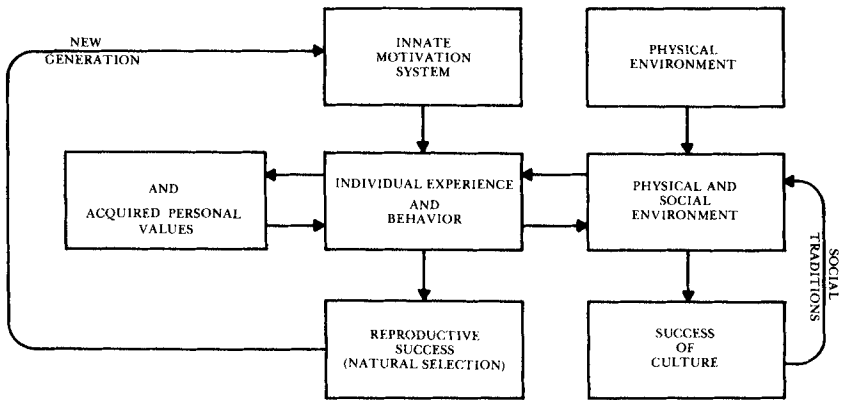 NEW
GENERATION
INNATE
MOTIVATION
SYSTEM
PHYSICAL
ENVIRONMENT
AND
ACQUIRED PERSONAL
VALUES
INDIVIDUAL EXPERIENCE
AND
BEHAVIOR
PHYSICAL AND
SOCIAL
ENVIRONMENT
SOCIAL
TRADITIONS
REPRODUCTIVE
SUCCESS
(NATURAL SELECTION)
SUCCESS
OF
CULTURE